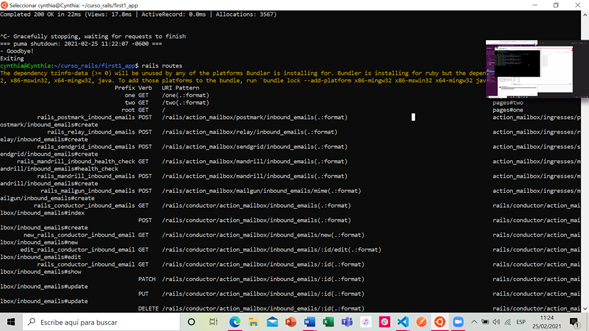 Seleccionar cynthia@Cynthia: ~/curso_rails/first1_app
Completed 200 OK in 22ms (Views: 17.8ms | ActiveRecord: 0.0ms | Allocations: 3567)
^C- Gracefully stopping, waiting for requests to finish
=== puma shutdown: 2021-02-25 11:22:07 -0600 ===
- Goodbye!
Exiting
cynthia@Cynthia:~/curso_rails/first1_app$ rails routes
The dependency tzinfo-data (>= 0) will be unused by any of the platforms Bundler is installing for. Bundler is installing for ruby but the depen
2, x86-mswin32, x64-mingw32, java. To add those platforms to the bundle, run `bundle lock --add-platform x86-mingw32 x86-mswin32 x64-mingw32 jav
Prefix Verb URI Pattern
one GET /one(.:format)
two GET /two(.:format) pages#two
root GET / pages#one
rails_postmark_inbound_emails POST /rails/action_mailbox/postmark/inbound_emails(.:format) action_mailbox/ingresses/p
ostmark/inbound_emails#create
rails_relay_inbound_emails POST /rails/action_mailbox/relay/inbound_emails(.:format) action_mailbox/ingresses/r
elay/inbound_emails#create
rails_sendgrid_inbound_emails POST /rails/action_mailbox/sendgrid/inbound_emails(.:format) action_mailbox/ingresses/s
endgrid/inbound_emails#create
rails_mandrill_inbound_health_check GET /rails/action_mailbox/mandrill/inbound_emails(.:format) action_mailbox/ingresses/m
andrill/inbound_emails#health_check
rails_mandrill_inbound_emails POST /rails/action_mailbox/mandrill/inbound_emails(.:format) action_mailbox/ingresses/m
andrill/inbound_emails#create
rails_mailgun_inbound_emails POST /rails/action_mailbox/mailgun/inbound_emails/mime(.:format) action_mailbox/ingresses/m
ailgun/inbound_emails#create
rails_conductor_inbound_emails GET /rails/conductor/action_mailbox/inbound_emails(.:format) rails/conductor/action_mai
lbox/inbound_emails#index
POST /rails/conductor/action_mailbox/inbound_emails(.:format) rails/conductor/action_mai
lbox/inbound_emails#create
new_rails_conductor_inbound_email GET /rails/conductor/action_mailbox/inbound_emails/new(.:format) rails/conductor/action_mai
lbox/inbound_emails#new
edit_rails_conductor_inbound_email GET /rails/conductor/action_mailbox/inbound_emails/:id/edit(.:format) rails/conductor/action_mai
lbox/inbound_emails#edit
rails_conductor_inbound_email GET /rails/conductor/action_mailbox/inbound_emails/:id(.:format) rails/conductor/action_mai
lbox/inbound_emails#show
PATCH /rails/conductor/action_mailbox/inbound_emails/:id(.:format) rails/conductor/action_mai
lbox/inbound_emails#update
PUT /rails/conductor/action_mailbox/inbound_emails/:id(.:format) rails/conductor/action_mai
lbox/inbound_emails#update
DELETE /rails/conductor/action_mailbox/inbound_emails/:id(.:format) rails/conductor/action_mai
Escribe aquí para buscar
ESP
11:24
25/02/2021